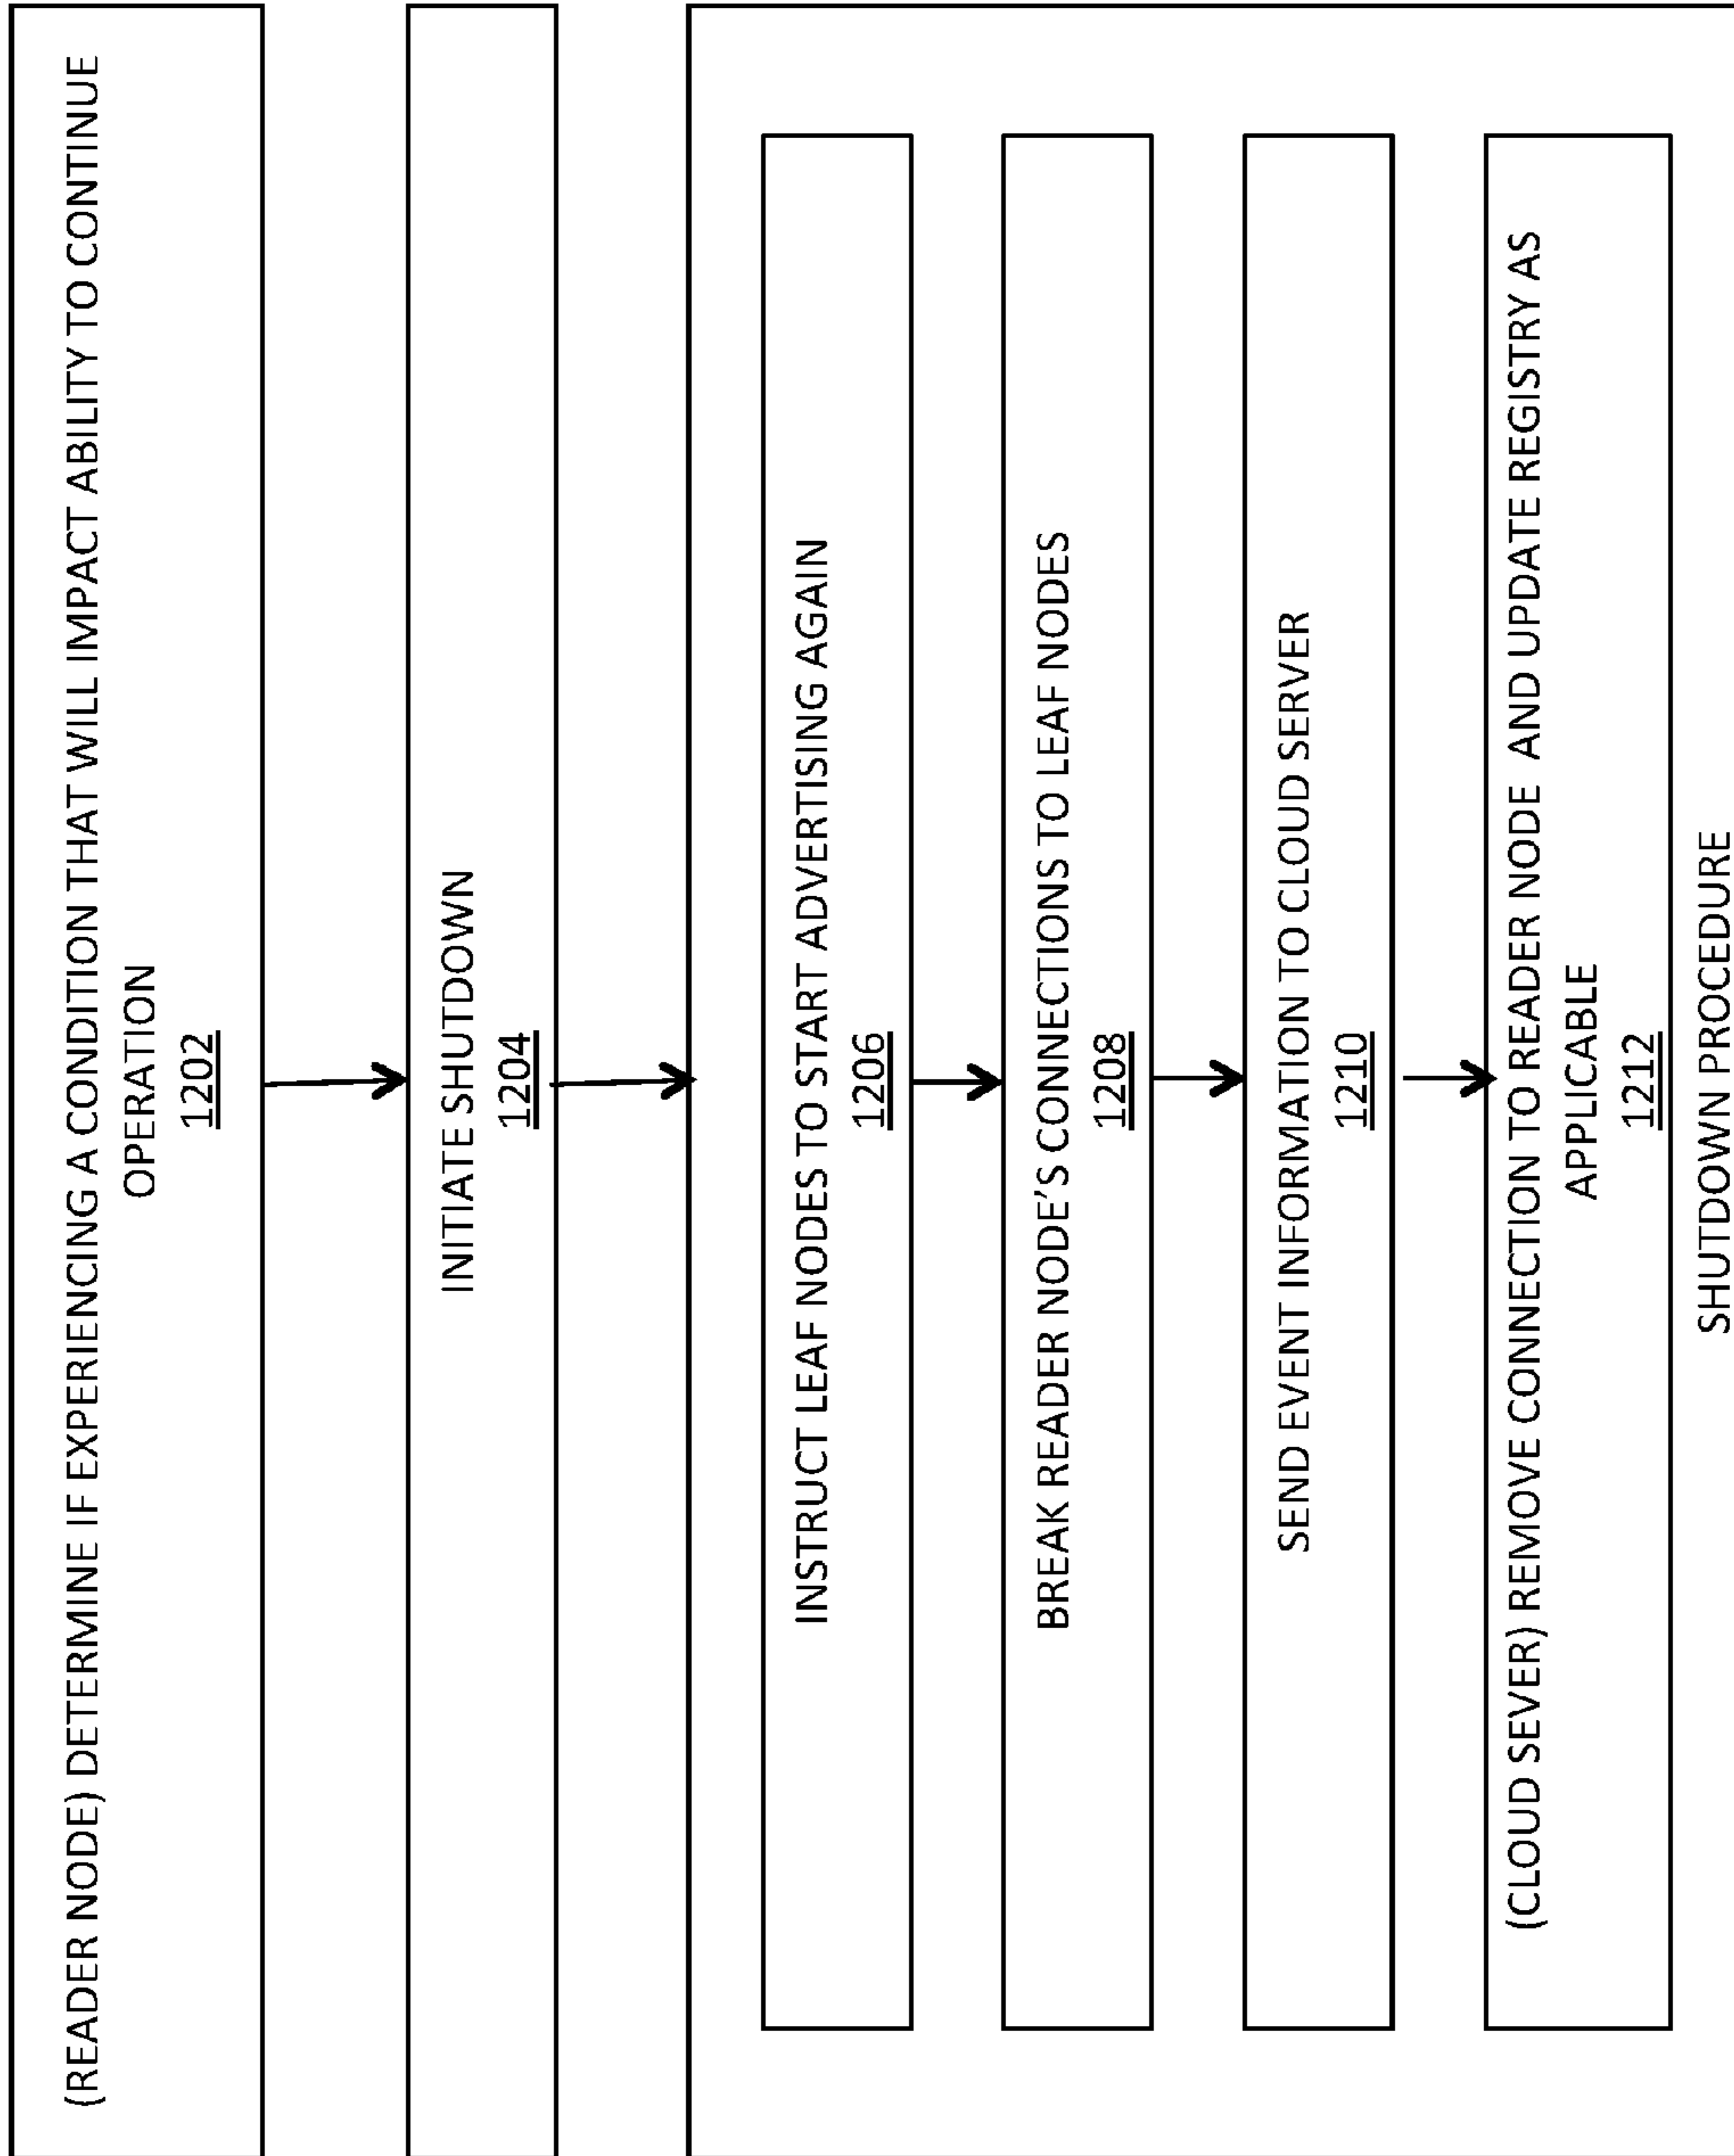 (READER NODE) DETERMINE IF EXPERIENCING A CONDITION THAT WILL IMPACT ABILITY TO CONTINUE
OPERATION
1202
INITIATE SHUTDOWN
1204
INSTRUCT LEAF NODES TO START ADVERTISING AGAIN
1206
BREAK READER NODE'S CONNECTIONS TO LEAF NODES
1208
SEND EVENT INFORMATION TO CLOUD SERVER
1210
(CLOUD SEVER) REMOVE CONNECTION TO READER NODE AND UPDATE REGISTRY AS
APPLICABLE
1212
SHUTDOWN PROCEDURE